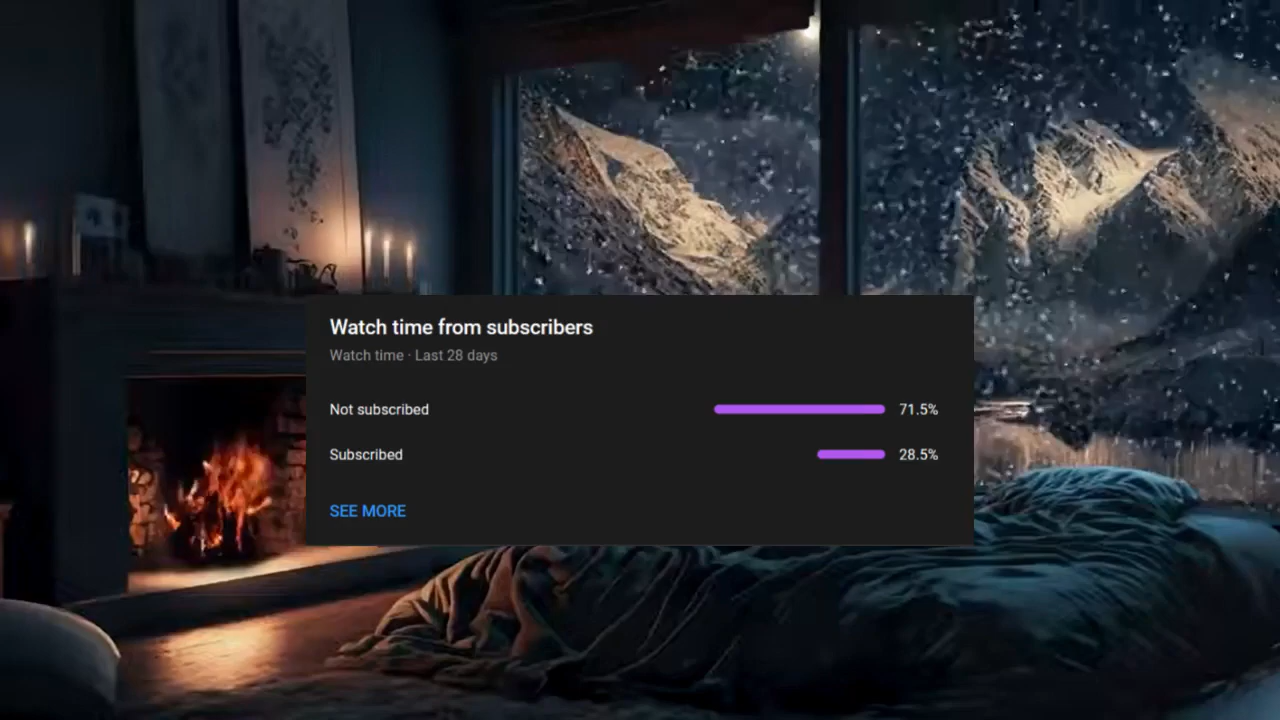 Watch time from subscribers
Watch time · Last 28 days
Not subscribed 71.5%
Subscribed 28.5%
SEE MORE